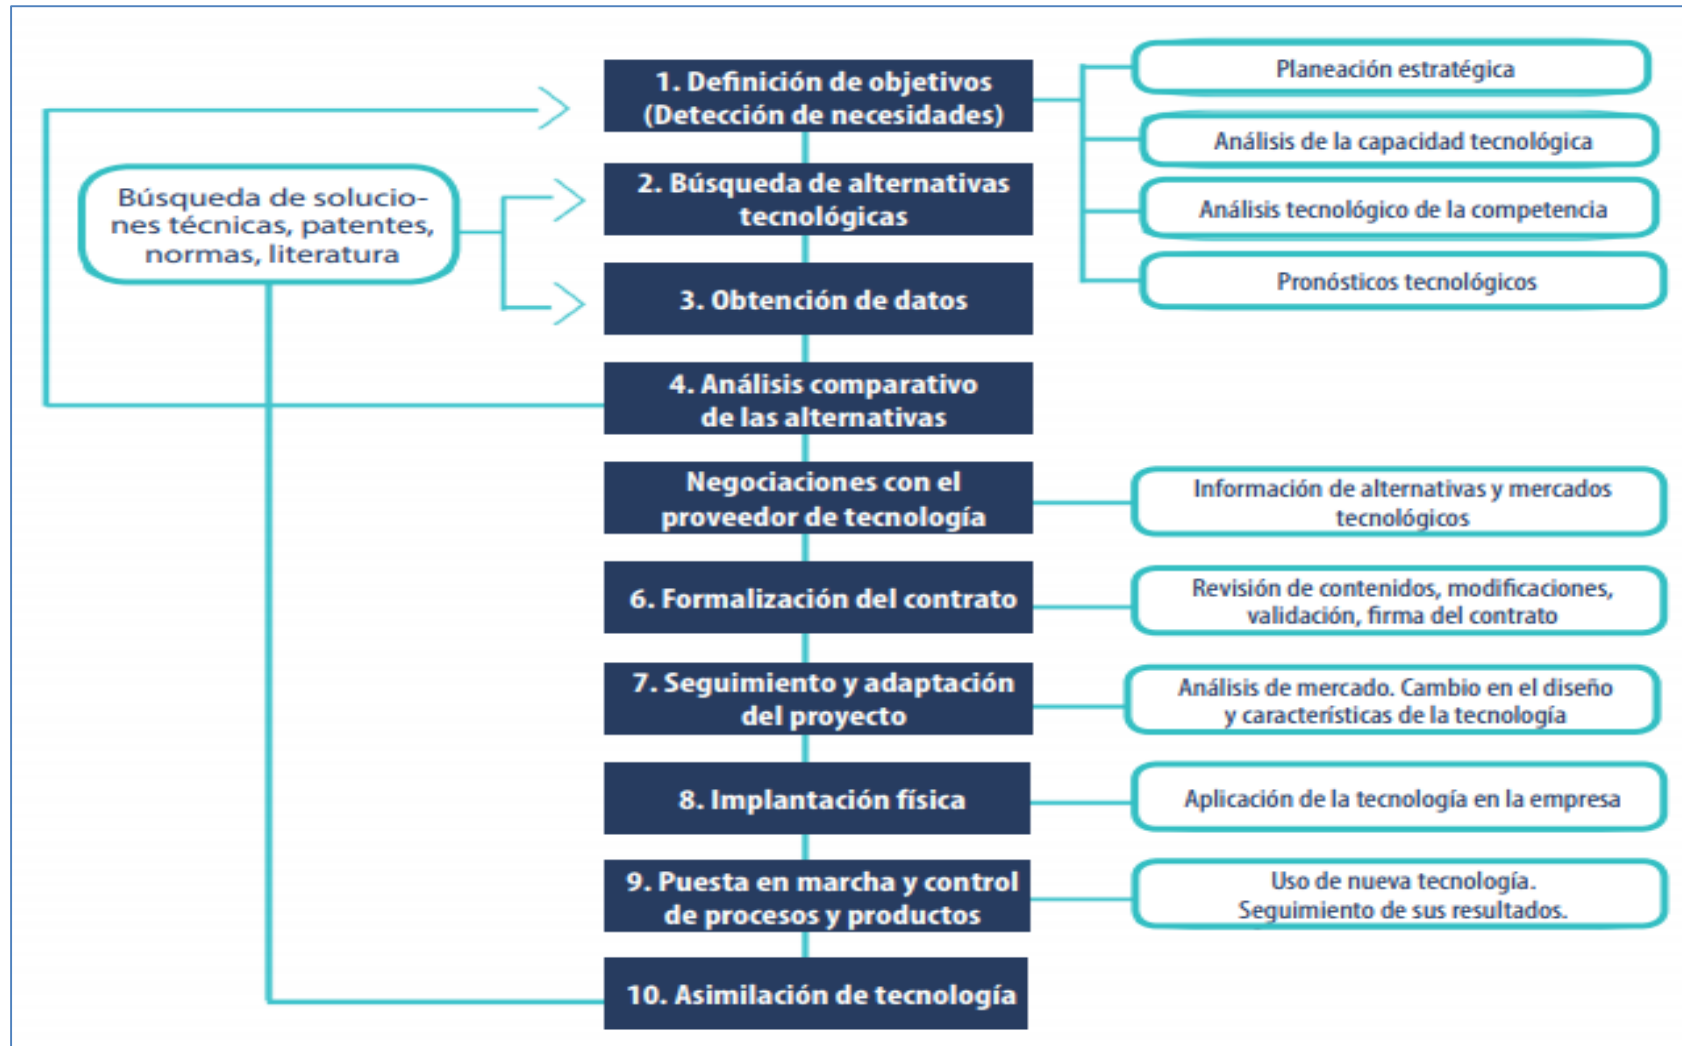 1. Definición de objetivos
(Detección de necesidades)
Planeación estratégica
Análisis de la capacidad tecnológica
Búsqueda de solucio-
nes técnicas, patentes,
normas, literatura
2. Búsqueda de alternativas
tecnológicas
Análisis tecnológico de la competencia
3. Obtención de datos
Pronósticos tecnológicos
4. Análisis comparativo
de las alternativas
Negociaciones con el
proveedor de tecnología
Información de alternativas y mercados
tecnológicos
6. Formalización del contrato
Revisión de contenidos, modificaciones,
validación, firma del contrato
7. Seguimiento y adaptación
del proyecto
Análisis de mercado. Cambio en el diseño
y características de la tecnología
8. Implantación física
Aplicación de la tecnología en la empresa
9. Puesta en marcha y control
de procesos y productos
Uso de nueva tecnología.
Seguimiento de sus resultados.
10. Asimilación de tecnología